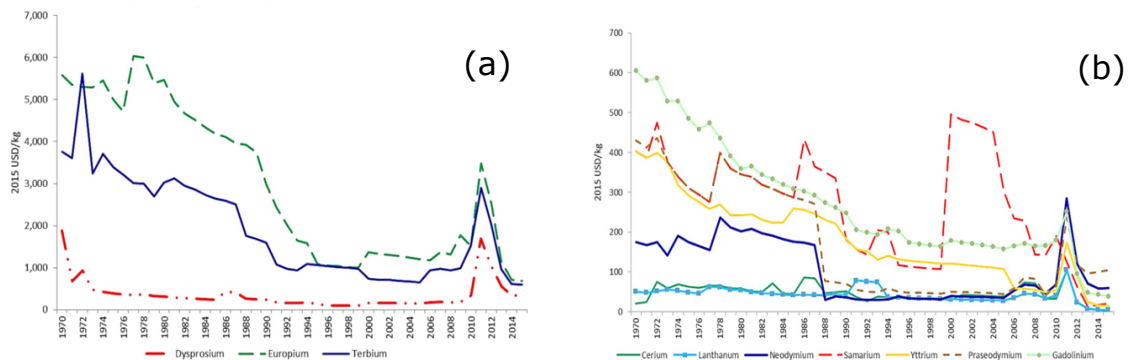 (a)
7,000
6,000
5,000
4,000
3,000
2,000
1,000
0
2015 USD/kg
1970 1972 1974 1976 1978 1980 1982 1984 1986 1988 1990 1992 1994 1996 1998 2000 2002 2004 2006 2008 2010 2012 2014
Dysprosium Europium Terbium
(b)
700
600
500
400
300
200
100
0
2015 USD/kg
1970 1972 1974 1976 1978 1980 1982 1984 1986 1988 1990 1992 1994 1996 1998 2000 2002 2004 2006 2008 2010 2012 2014
Cerium Lanthanum Neodymium Samarium Yttrium Praseodymium Gadolinium